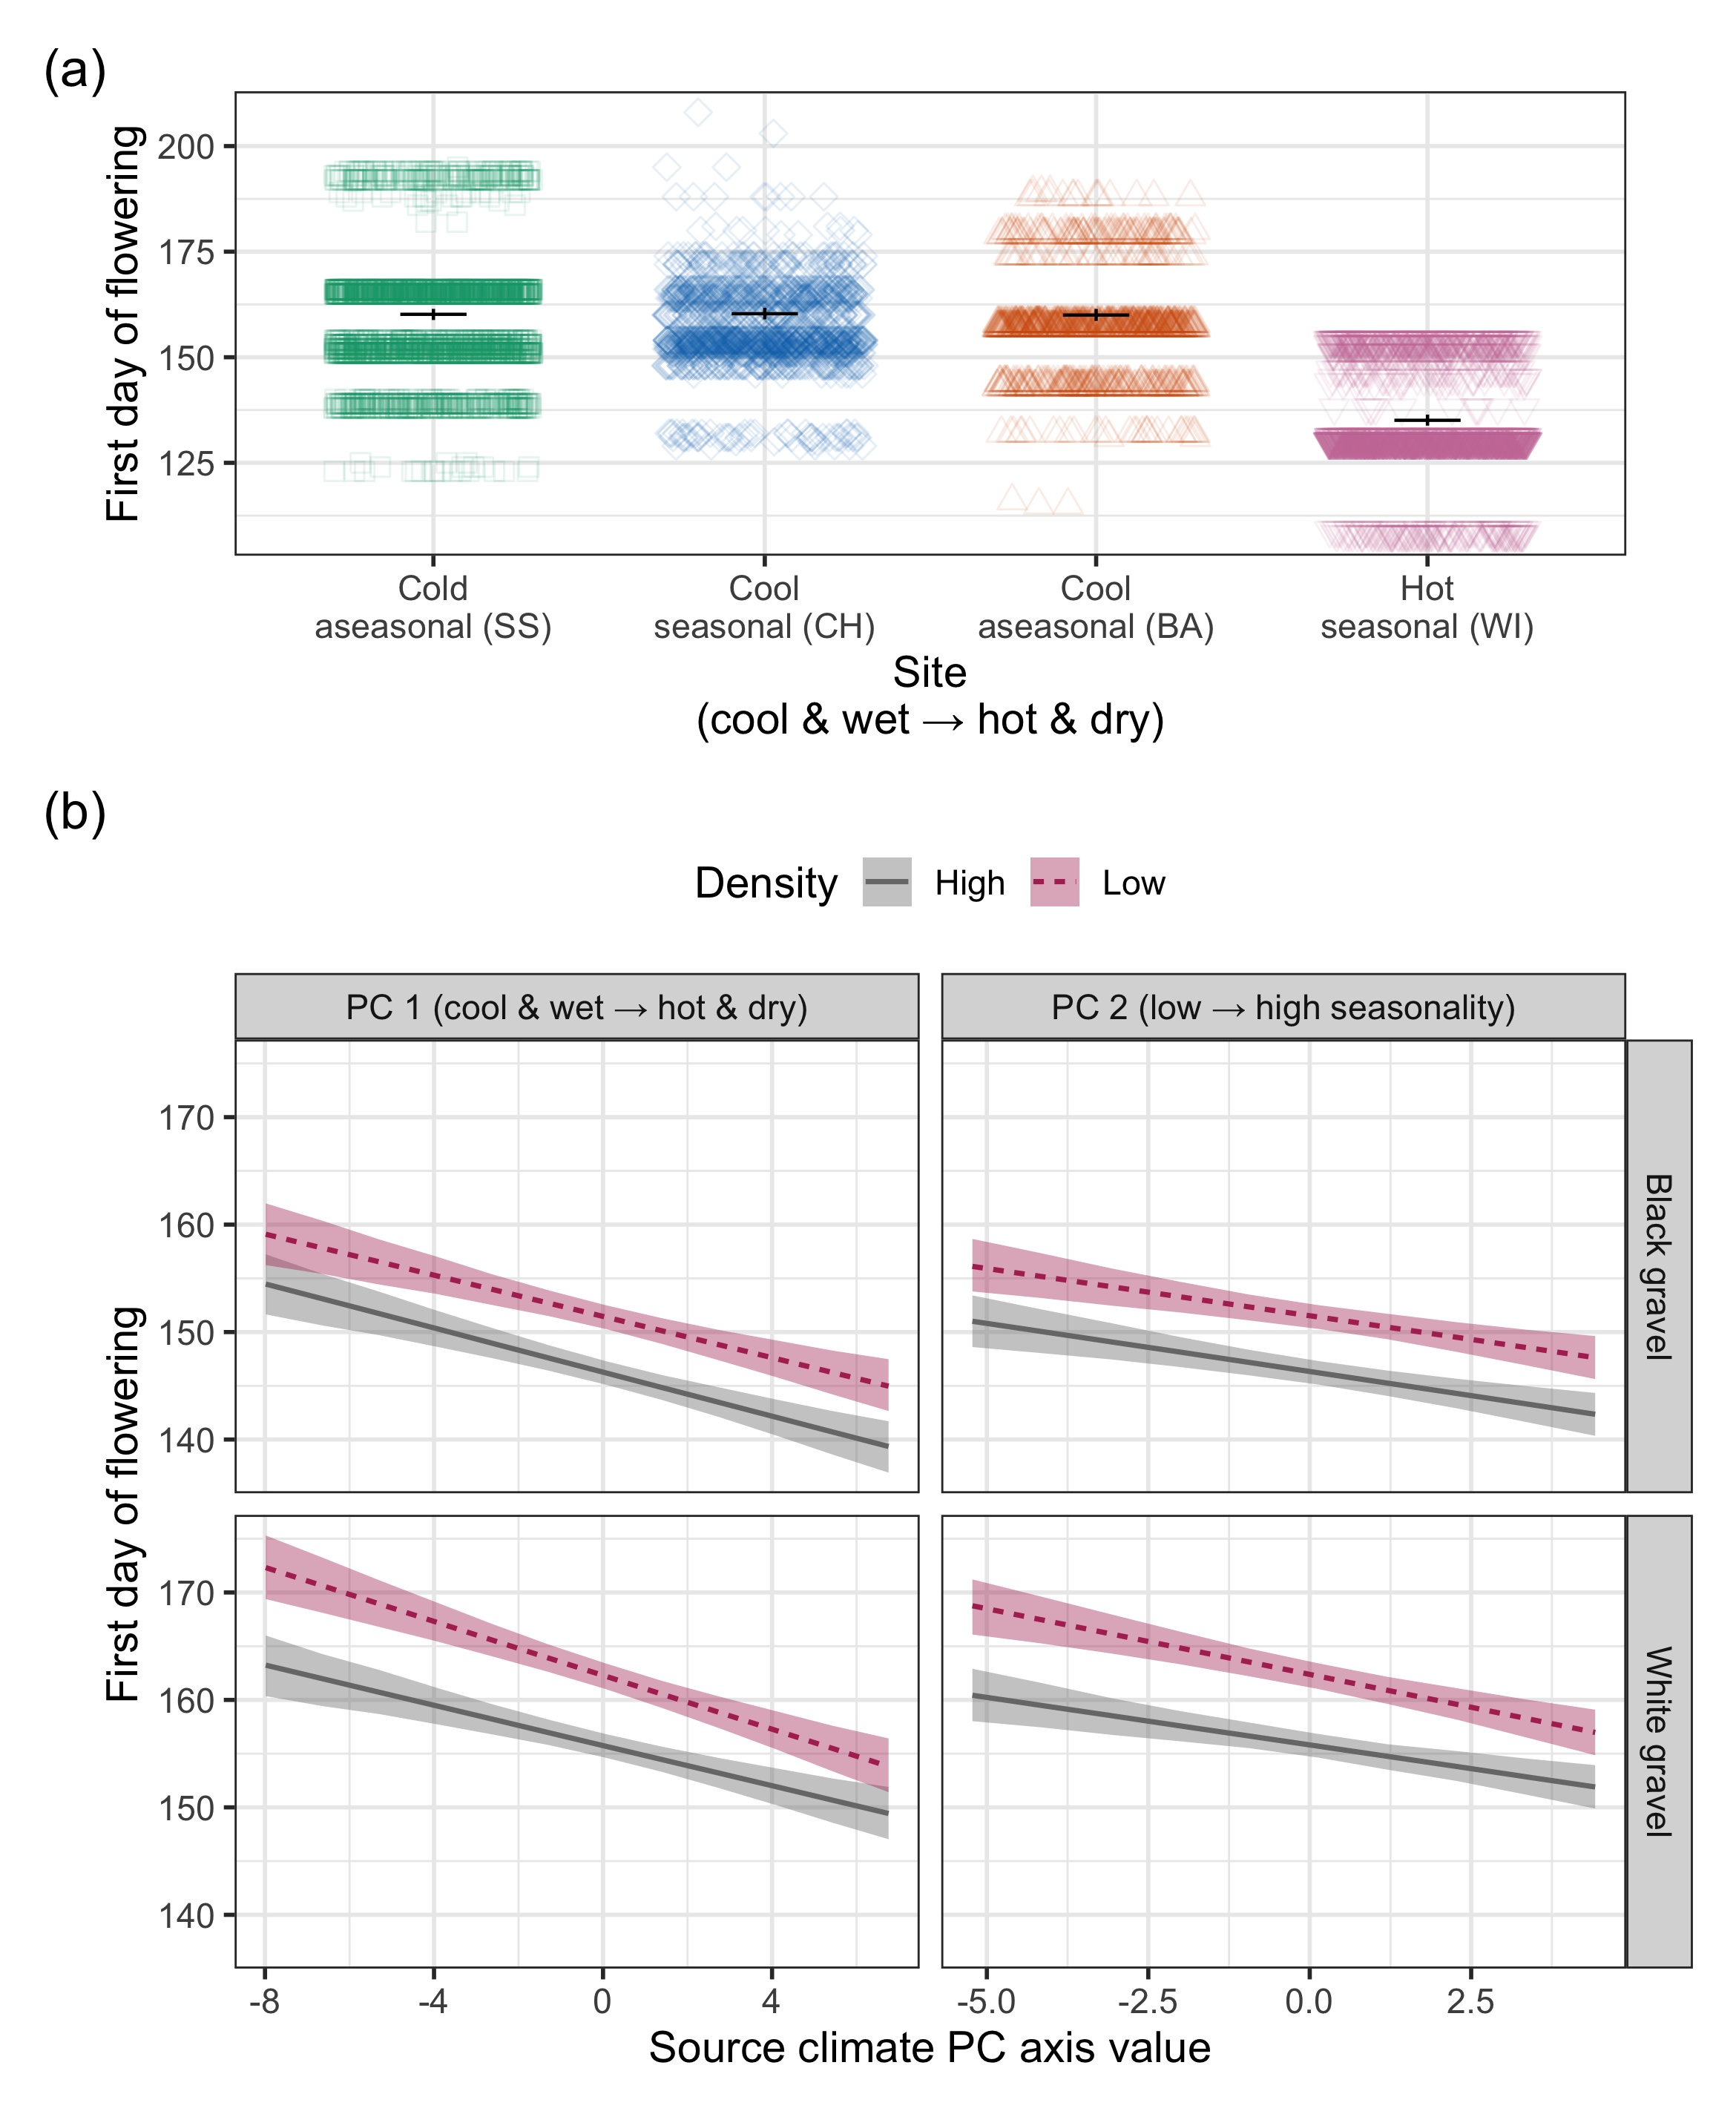 (a)
First day of flowering
200
175
150
125
Cold
aseasonal (SS)
Cool
seasonal (CH)
Cool
aseasonal (BA)
Hot
seasonal (WI)
Site
(cool & wet → hot & dry)
(b)
Density High Low
PC 1 (cool & wet → hot & dry)
PC 2 (low → high seasonality)
First day of flowering
170
160
150
140
Black gravel
170
160
150
140
White gravel
-8 -4 0 4
-5.0 -2.5 0.0 2.5
Source climate PC axis value